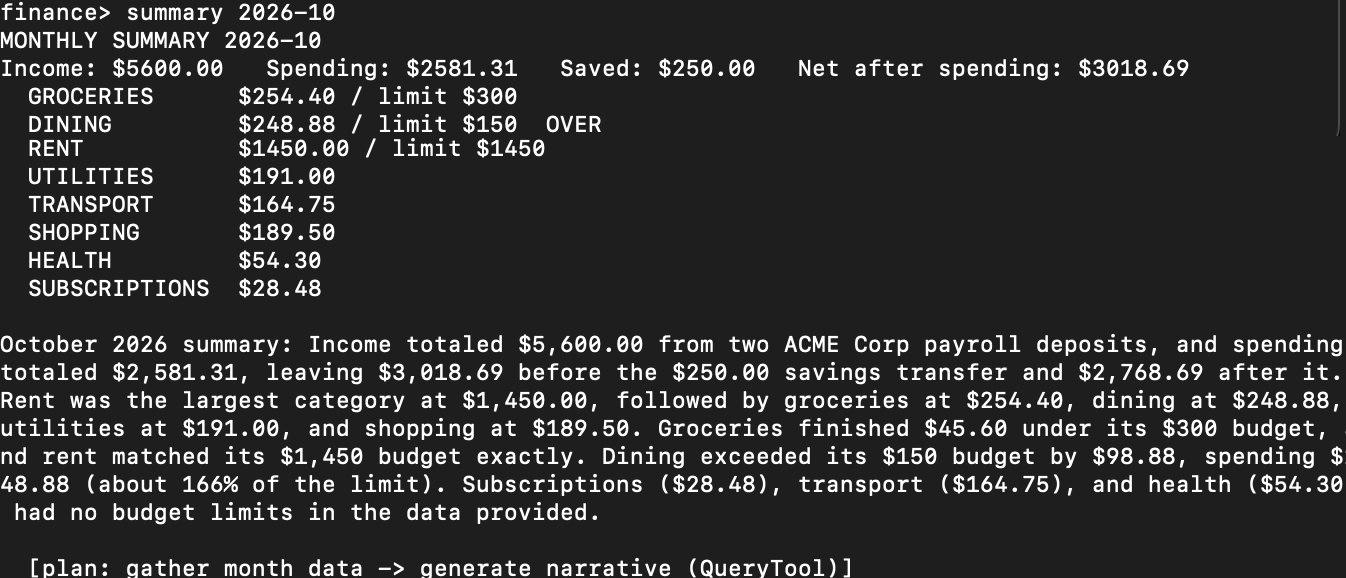 finance> summary 2026-10
MONTHLY SUMMARY 2026-10
Income: $5600.00   Spending: $2581.31   Saved: $250.00   Net after spending: $3018.69
  GROCERIES      $254.40 / limit $300
  DINING         $248.88 / limit $150  OVER
  RENT           $1450.00 / limit $1450
  UTILITIES      $191.00
  TRANSPORT      $164.75
  SHOPPING       $189.50
  HEALTH         $54.30
  SUBSCRIPTIONS  $28.48

October 2026 summary: Income totaled $5,600.00 from two ACME Corp payroll deposits, and spending
totaled $2,581.31, leaving $3,018.69 before the $250.00 savings transfer and $2,768.69 after it.
Rent was the largest category at $1,450.00, followed by groceries at $254.40, dining at $248.88,
utilities at $191.00, and shopping at $189.50. Groceries finished $45.60 under its $300 budget,
nd rent matched its $1,450 budget exactly. Dining exceeded its $150 budget by $98.88, spending $
48.88 (about 166% of the limit). Subscriptions ($28.48), transport ($164.75), and health ($54.30
 had no budget limits in the data provided.

  [plan: gather month data -> generate narrative (QueryTool)]